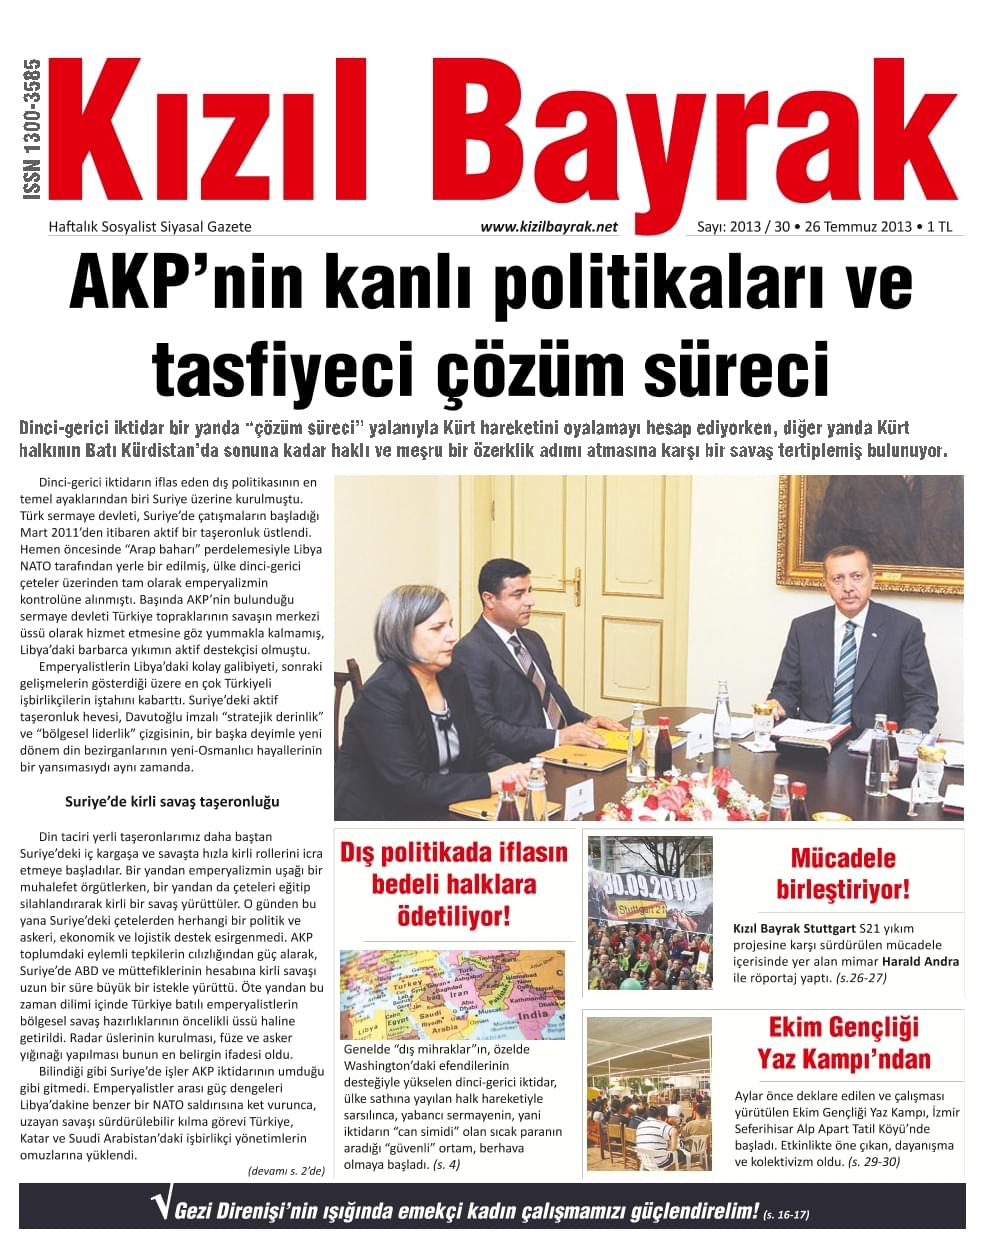 ISSN 1300-3585
Kızıl Bayrak
Haftalık Sosyalist Siyasal Gazete
www.kizilbayrak.net
Sayı: 2013 / 30 • 26 Temmuz 2013 • 1 TL
AKP’nin kanlı politikaları ve
tasfiyeci çözüm süreci
Dinci-gerici iktidar bir yanda “çözüm süreci” yalanıyla Kürt hareketini oyalamayı hesap ediyorken, diğer yanda Kürt
halkının Batı Kürdistan’da sonuna kadar haklı ve meşru bir özerklik adımı atmasına karşı bir savaş tertiplemiş bulunuyor.
Dinci-gerici iktidarın iflas eden dış politikasının en
temel ayaklarından biri Suriye üzerine kurulmuştu.
Türk sermaye devleti, Suriye’de çatışmaların başladığı
Mart 2011’den itibaren aktif bir taşeronluk üstlendi.
Hemen öncesinde “Arap baharı” perdelemesiyle Libya
NATO tarafından yerle bir edilmiş, ülke dinci-gerici
çeteler üzerinden tam olarak emperyalizmin
kontrolüne alınmıştı. Başında AKP’nin bulunduğu
sermaye devleti Türkiye topraklarının savaşın merkezi
üssü olarak hizmet etmesine göz yummakla kalmamış,
Libya’daki barbarca yıkımın aktif destekçisi olmuştu.
Emperyalistlerin Libya’daki kolay galibiyeti, sonraki
gelişmelerin gösterdiği üzere en çok Türkiyeli
işbirlikçilerin iştahını kabarttı. Suriye’deki aktif
taşeronluk hevesi, Davutoğlu imzalı “stratejik derinlik”
ve “bölgesel liderlik” çizgisinin, bir başka deyimle yeni
dönem din bezirganlarının yeni-Osmanlıcı hayallerinin
bir yansımasıydı aynı zamanda.
Suriye’de kirli savaş taşeronluğu
Din taciri yerli taşeronlarımız daha baştan
Suriye’deki iç kargaşa ve savaşta hızla kirli rollerini icra
etmeye başladılar. Bir yandan emperyalizmin uşağı bir
muhalefet örgütlerken, bir yandan da çeteleri eğitip
silahlandırarak kirli bir savaş yürüttüler. O günden bu
yana Suriye’deki çetelerden herhangi bir politik ve
askeri, ekonomik ve lojistik destek esirgenmedi. AKP
toplumdaki eylemli tepkilerin cılızlığından güç alarak,
Suriye’de ABD ve müttefiklerinin hesabına kirli savaşı
uzun bir süre büyük bir istekle yürüttü. Öte yandan bu
zaman dilimi içinde Türkiye batılı emperyalistlerin
bölgesel savaş hazırlıklarının öncelikli üssü haline
getirildi. Radar üslerinin kurulması, füze ve asker
yığınağı yapılması bunun en belirgin ifadesi oldu.
Bilindiği gibi Suriye’de işler AKP iktidarının umduğu
gibi gitmedi. Emperyalistler arası güç dengeleri
Libya’dakine benzer bir NATO saldırısına ket vurunca,
uzayan savaşı sürdürülebilir kılma görevi Türkiye,
Katar ve Suudi Arabistan’daki işbirlikçi yönetimlerin
omuzlarına yüklendi.
(devamı s. 2’de)
Dış politikada iflasın
bedeli halklara
ödetiliyor!
Turkey
Iraq
Baghdad
Iran
Egypt
Libya
Saudi
Arabia
Riyadh
Abu
Dhabi
Pakistan
Kathmandu
India
Genelde “dış mihraklar”ın, özelde
Washington’daki efendilerinin
desteğiyle yükselen dinci-gerici iktidar,
ülke sathına yayılan halk hareketiyle
sarsılınca, yabancı sermayenin, yani
iktidarın “can simidi” olan sıcak paranın
aradığı “güvenli” ortam, berhava
olmaya başladı. (s. 4)
30.09.2010
Stuttgart 21
Mücadele
birleştiriyor!
Kızıl Bayrak Stuttgart S21 yıkım
projesine karşı sürdürülen mücadele
içerisinde yer alan mimar Harald Andra
ile röportaj yaptı. (s.26-27)
Ekim Gençliği
Yaz Kampı’ndan
Aylar önce deklare edilen ve çalışması
yürütülen Ekim Gençliği Yaz Kampı, İzmir
Seferihisar Alp Apart Tatil Köyü’nde
başladı. Etkinlikte öne çıkan, dayanışma
ve kolektivizm oldu. (s. 29-30)
√ Gezi Direnişi’nin ışığında emekçi kadın çalışmamızı güçlendirelim! (s. 16-17)